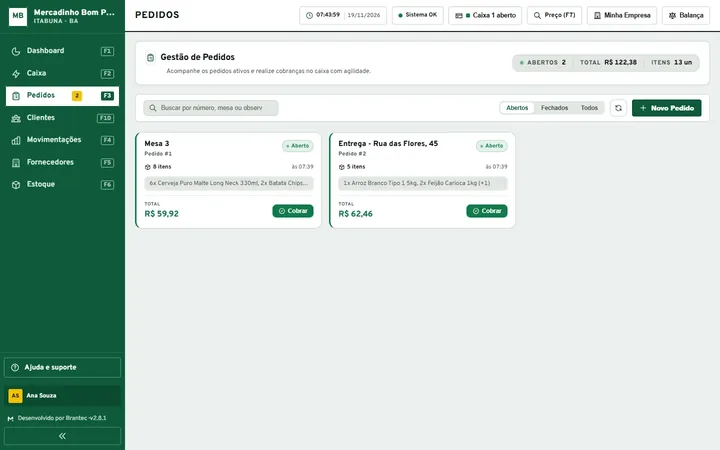 MB
Mercadinho Bom P...
ITABUNA - BA
Dashboard F1
Caixa F2
Pedidos 2 F3
Clientes F10
Movimentações F4
Fornecedores F5
Estoque F6
Ajuda e suporte
AS Ana Souza
Desenvolvido por Brantec -v2.8.1
PEDIDOS
07:43:59 19/11/2026
Sistema OK
Caixa 1 aberto
Preço (F7)
Minha Empresa
Balança
Gestão de Pedidos
Acompanhe os pedidos ativos e realize cobranças no caixa com agilidade.
ABERTOS 2 TOTAL R$ 122,38 ITENS 13 un
Buscar por número, mesa ou observ
Abertos Fechados Todos
Novo Pedido
Mesa 3
Aberto
Pedido #1
8 itens às 07:39
6x Cerveja Puro Malte Long Neck 330ml, 2x Batata Chips...
TOTAL
R$ 59,92
Cobrar
Entrega - Rua das Flores, 45
Aberto
Pedido #2
5 itens às 07:39
1x Arroz Branco Tipo 1 5kg, 2x Feijão Carioca 1kg (+1)
TOTAL
R$ 62,46
Cobrar